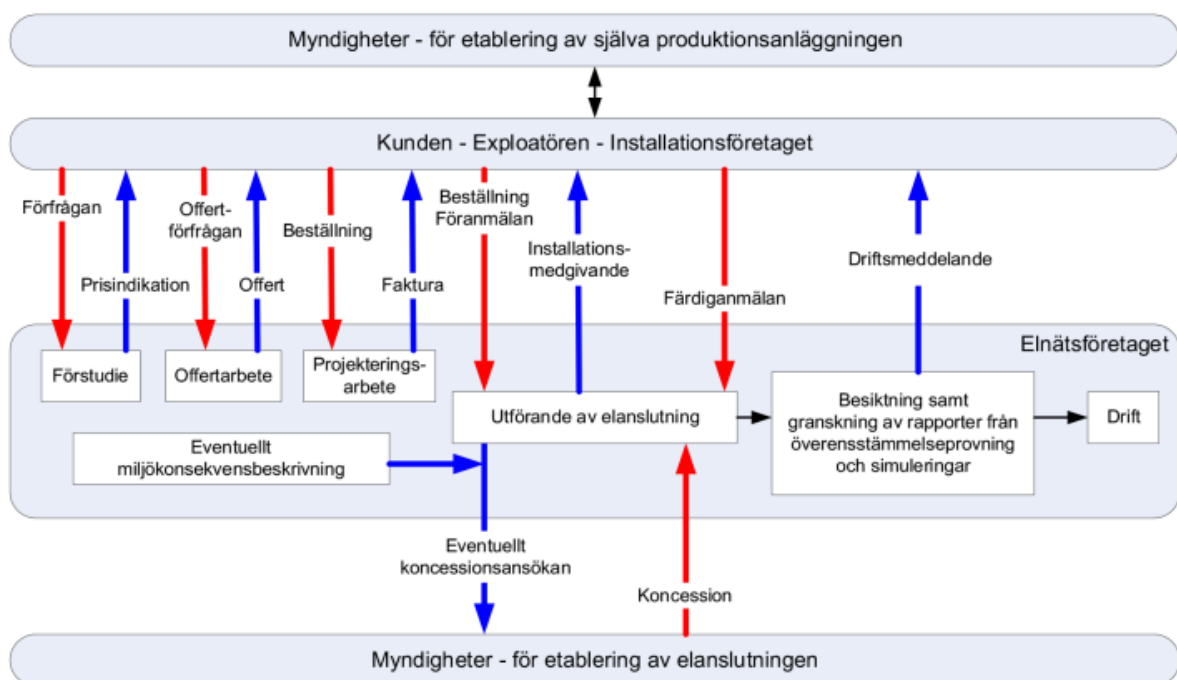 Myndigheter - för etablering av själva produktionsanläggningen
Kunden - Exploatören - Installationsföretaget
Förfrågan
Prisindikation
Offert-
förfrågan
Offert
Beställning
Faktura
Beställning
Föranmälan
Installations-
medgivande
Färdiganmälan
Driftsmeddelande
Elnätsföretaget
Förstudie
Offertarbete
Projekterings-
arbete
Utförande av elanslutning
Besiktning samt
granskning av rapporter från
överensstämmelseprovning
och simuleringar
Drift
Eventuellt
miljökonsekvensbeskrivning
Eventuellt
koncessionsansökan
Koncession
Myndigheter - för etablering av elanslutningen